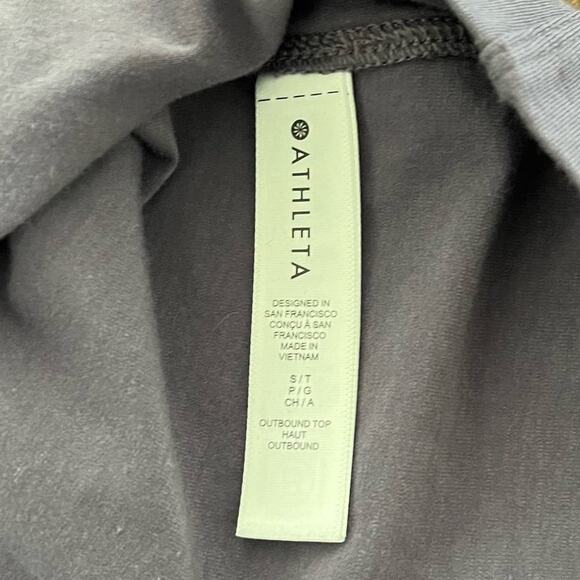 ATHLETA
DESIGNED IN
SAN FRANCISCO
CONÇU À SAN
FRANCISCO
MADE IN
VIETNAM
S / T
P / G
CH / A
OUTBOUND TOP
HAUT
OUTBOUND